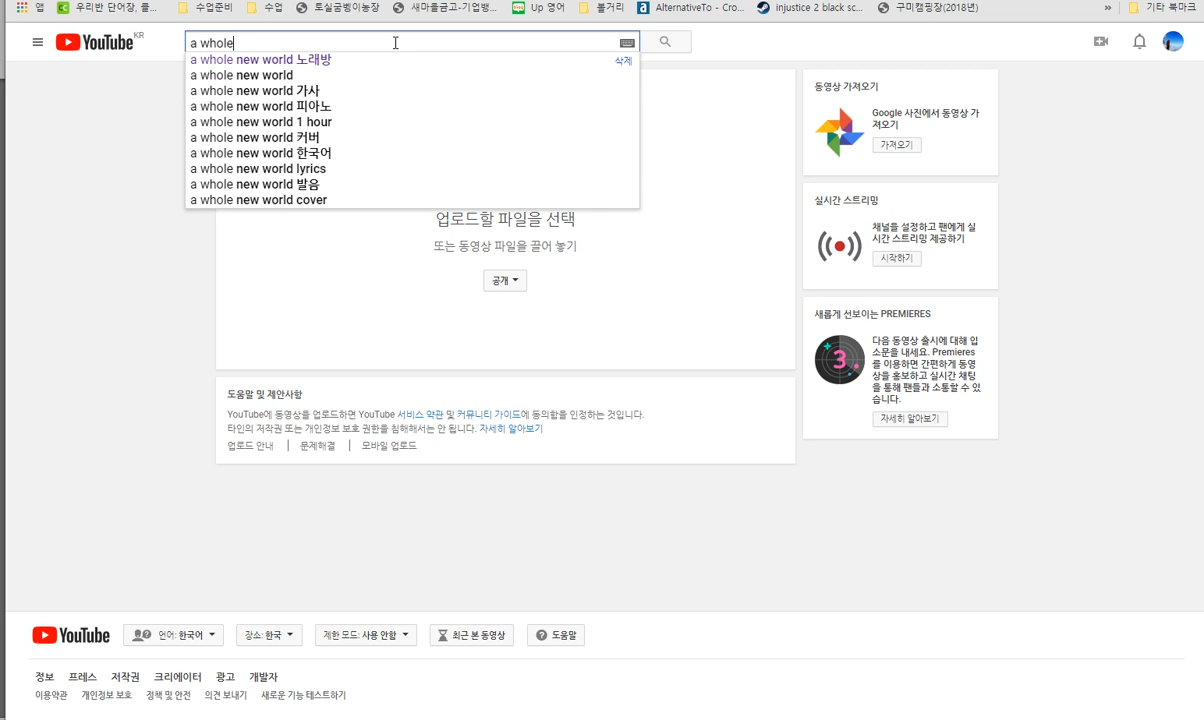 앱 우리반 단어장, 클... 수업준비 수업 토실굼벵이농장 새마을금고-기업뱅... Up 영어 볼거리 AlternativeTo - Cro... injustice 2 black sc... 구미캠핑장(2018년) » 기타 북마크
YouTube KR
a whole
a whole new world 노래방 삭제
a whole new world
a whole new world 가사
a whole new world 피아노
a whole new world 1 hour
a whole new world 커버
a whole new world 한국어
a whole new world lyrics
a whole new world 발음
a whole new world cover
업로드할 파일을 선택
또는 동영상 파일을 끌어 놓기
공개
동영상 가져오기
Google 사진에서 동영상 가
져오기
가져오기
실시간 스트리밍
채널을 설정하고 팬에게 실
시간 스트리밍 제공하기
시작하기
새롭게 선보이는 PREMIERES
3
다음 동영상 출시에 대해 입
소문을 내세요. Premieres
를 이용하면 간편하게 동영
상을 홍보하고 실시간 채팅
을 통해 팬들과 소통할 수 있
습니다.
자세히 알아보기
도움말 및 제안사항
YouTube에 동영상을 업로드하면 YouTube 서비스 약관 및 커뮤니티 가이드에 동의함을 인정하는 것입니다.
타인의 저작권 또는 개인정보 보호 권한을 침해해서는 안 됩니다. 자세히 알아보기
업로드 안내 | 문제해결 | 모바일 업로드
YouTube 언어: 한국어 장소: 한국 제한 모드: 사용 안함 최근 본 동영상 도움말
정보 프레스 저작권 크리에이터 광고 개발자
이용약관 개인정보 보호 정책 및 안전 의견 보내기 새로운 기능 테스트하기